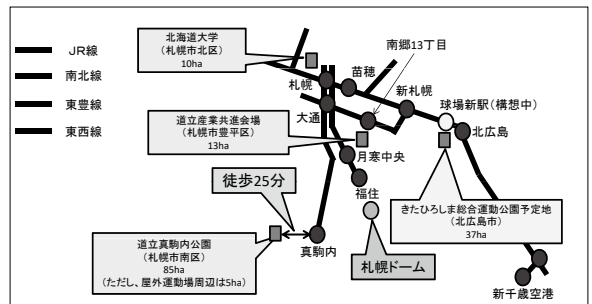 JR線
南北線
東豊線
東西線
北海道大学
(札幌市北区)
10ha
南郷13丁目
苗穂
札幌
新札幌
球場新駅(構想中)
大通
北広島
道立産業共進会場
(札幌市豊平区)
13ha
月寒中央
徒歩25分
福住
きたひろしま総合運動公園予定地
(北広島市)
37ha
道立真駒内公園
(札幌市南区)
85ha
(ただし、屋外運動場周辺は5ha)
真駒内
札幌ドーム
新千歳空港